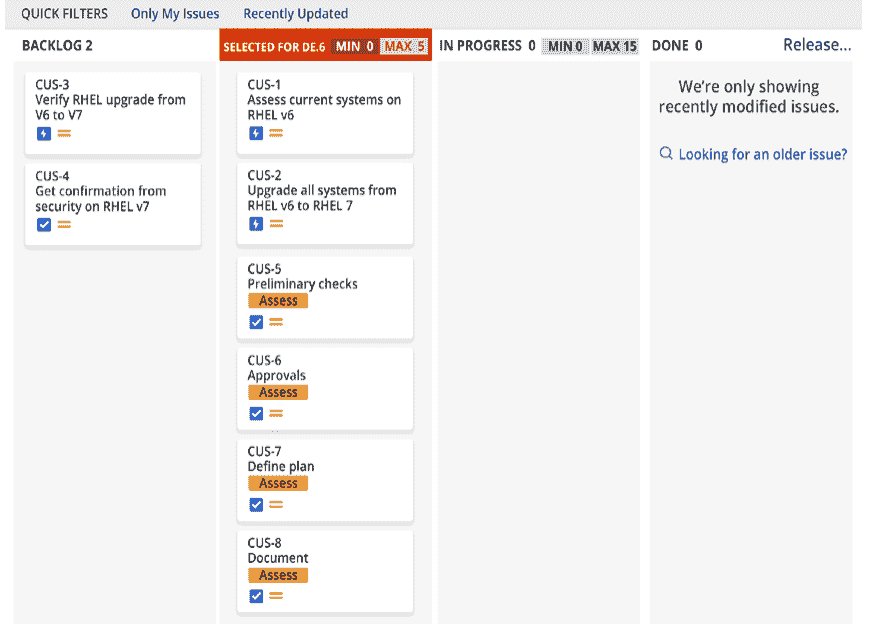 QUICK FILTERS Only My Issues Recently Updated
BACKLOG 2
CUS-3
Verify RHEL upgrade from
V6 to V7
CUS-4
Get confirmation from
security on RHEL v7
SELECTED FOR DE.6 MIN 0 MAX 5
CUS-1
Assess current systems on
RHEL v6
CUS-2
Upgrade all systems from
RHEL v6 to RHEL 7
CUS-5
Preliminary checks
Assess
CUS-6
Approvals
Assess
CUS-7
Define plan
Assess
CUS-8
Document
Assess
IN PROGRESS 0 MIN 0 MAX 15
DONE 0 Release...
We're only showing
recently modified issues.
Looking for an older issue?